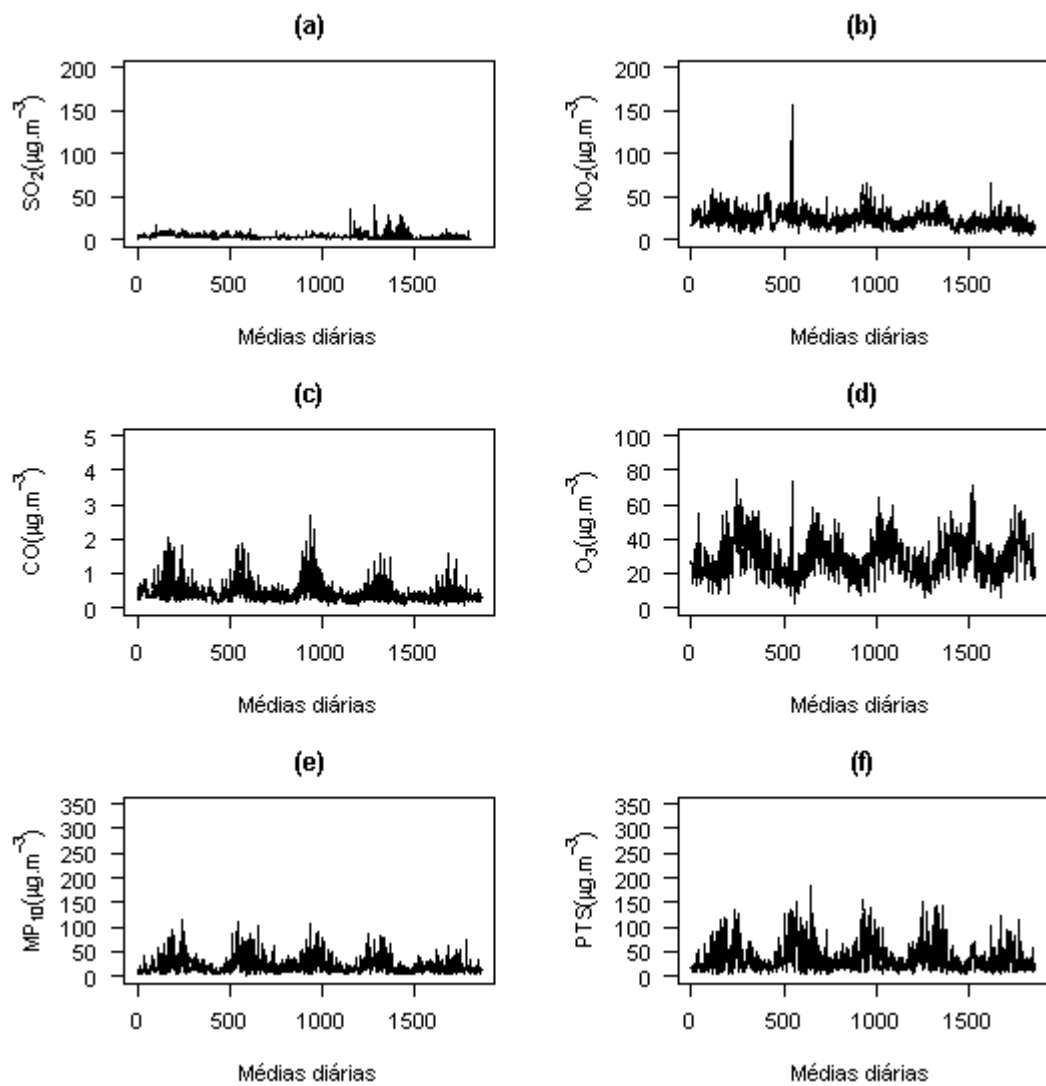 (a)
SO₂(µg.m⁻³)
200
150
100
50
0
0 500 1000 1500
Médias diárias
(b)
NO₂(µg.m⁻³)
200
150
100
50
0
0 500 1000 1500
Médias diárias
(c)
CO(µg.m⁻³)
5
4
3
2
1
0
0 500 1000 1500
Médias diárias
(d)
O₃(µg.m⁻³)
100
80
60
40
20
0
0 500 1000 1500
Médias diárias
(e)
MP₁₀(µg.m⁻³)
350
300
250
200
150
100
50
0
0 500 1000 1500
Médias diárias
(f)
PTS(µg.m⁻³)
350
300
250
200
150
100
50
0
0 500 1000 1500
Médias diárias